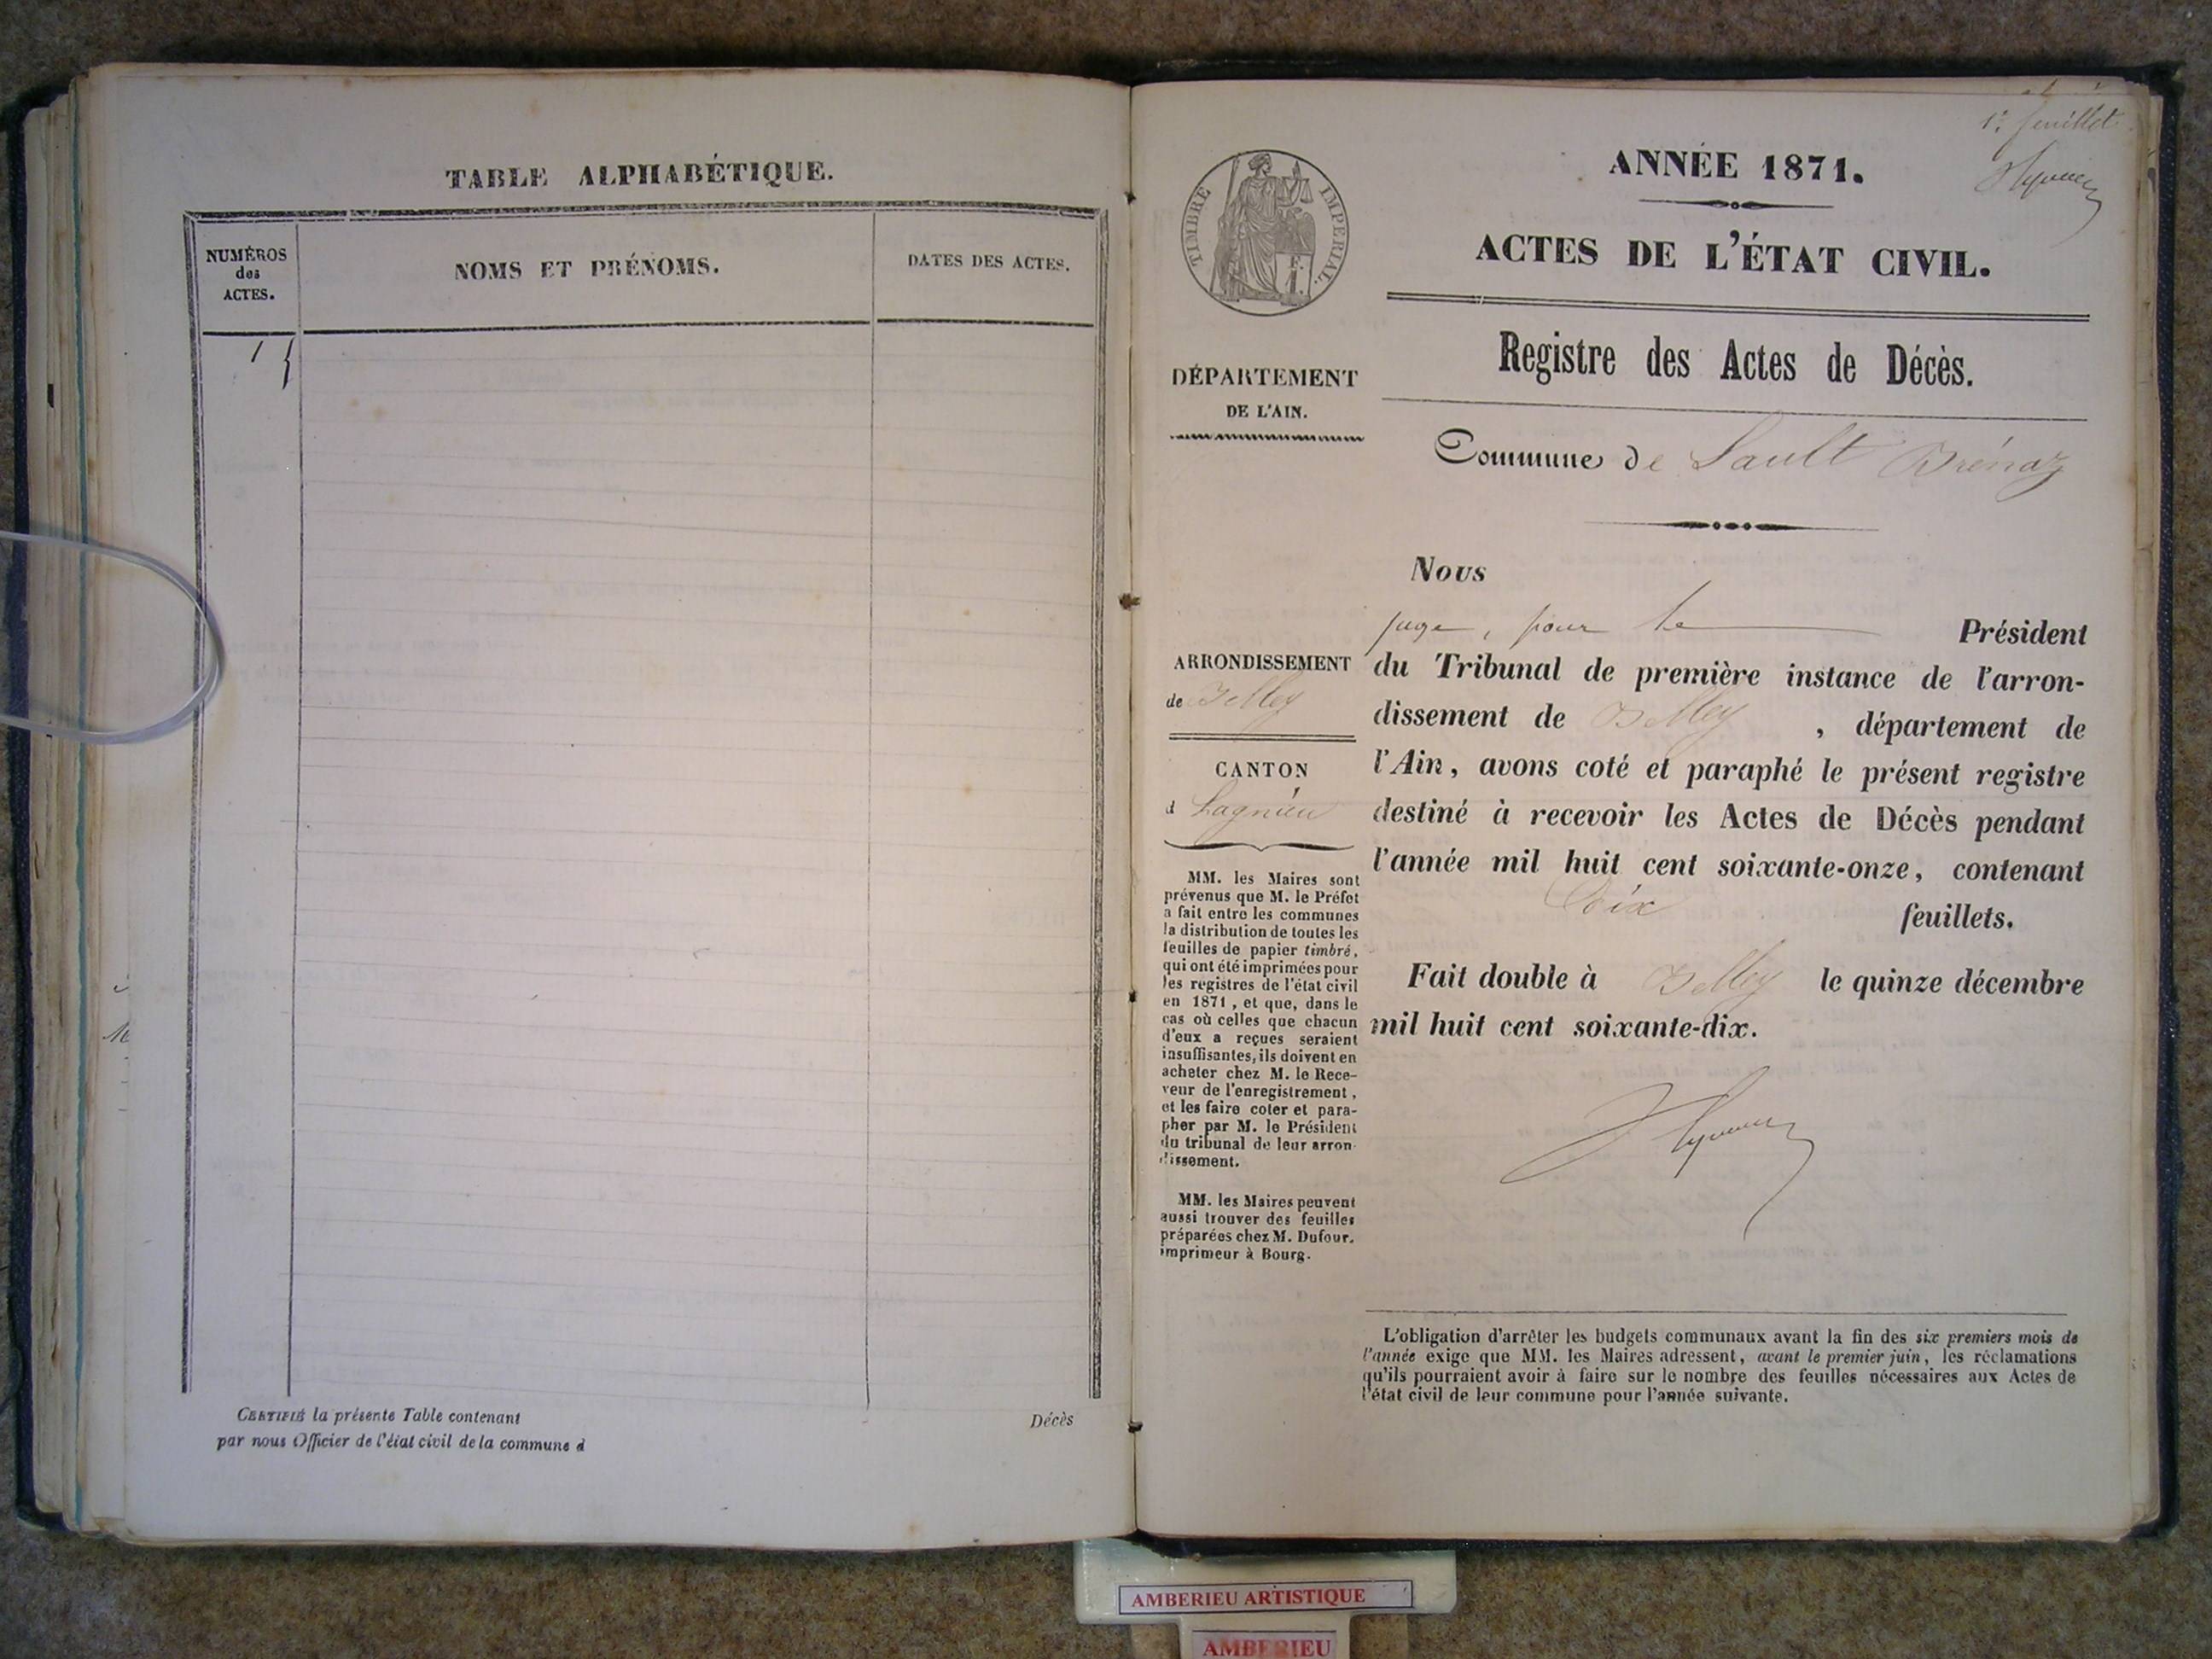 TABLE ALPHABÉTIQUE.
NUMÉROS
des
ACTES.
NOMS ET PRÉNOMS.
DATES DES ACTES.
1
CERTIFIÉ la présente Table contenant
Décès
par nous Officier de l'état civil de la commune d
1er feuillet
TIMBRE IMPERIAL.
F.
1.
DÉPARTEMENT
DE L'AIN.
ARRONDISSEMENT
de Belley
CANTON
d Lagnieu
MM. les Maires sont
prévenus que M. le Préfet
a fait entre les communes
la distribution de toutes les
feuilles de papier timbré,
qui ont été imprimées pour
les registres de l'état civil
en 1871, et que, dans le
cas où celles que chacun
d'eux a reçues seraient
insuffisantes, ils doivent en
acheter chez M. le Rece-
veur de l'enregistrement,
et les faire coter et para-
pher par M. le Président
du tribunal de leur arron-
dissement.
MM. les Maires peuvent
aussi trouver des feuilles
préparées chez M. Dufour,
imprimeur à Bourg.
ANNÉE 1871.
ACTES DE L'ÉTAT CIVIL.
Registre des Actes de Décès.
Commune de Sault Brénaz
Nous
juge, pour le Président
du Tribunal de première instance de l'arron-
dissement de Belley, département de
l'Ain, avons coté et paraphé le présent registre
destiné à recevoir les Actes de Décès pendant
l'année mil huit cent soixante-onze, contenant
Dix feuillets.
Fait double à Belley le quinze décembre
mil huit cent soixante-dix.
L'obligation d'arrêter les budgets communaux avant la fin des six premiers mois de
l'année exige que MM. les Maires adressent, avant le premier juin, les réclamations
qu'ils pourraient avoir à faire sur le nombre des feuilles nécessaires aux Actes de
l'état civil de leur commune pour l'année suivante.
AMBERIEU ARTISTIQUE
AMBERIEU